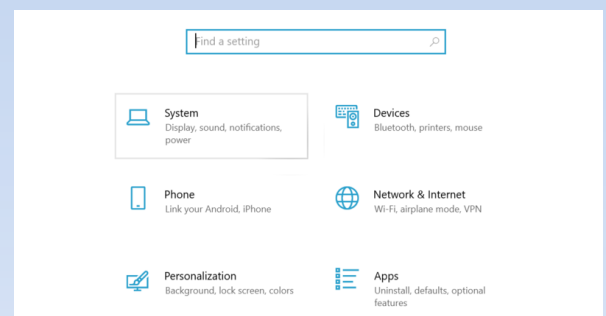 Find a setting
System
Display, sound, notifications,
power
Devices
Bluetooth, printers, mouse
Phone
Link your Android, iPhone
Network & Internet
Wi-Fi, airplane mode, VPN
Personalization
Background, lock screen, colors
Apps
Uninstall, defaults, optional
features